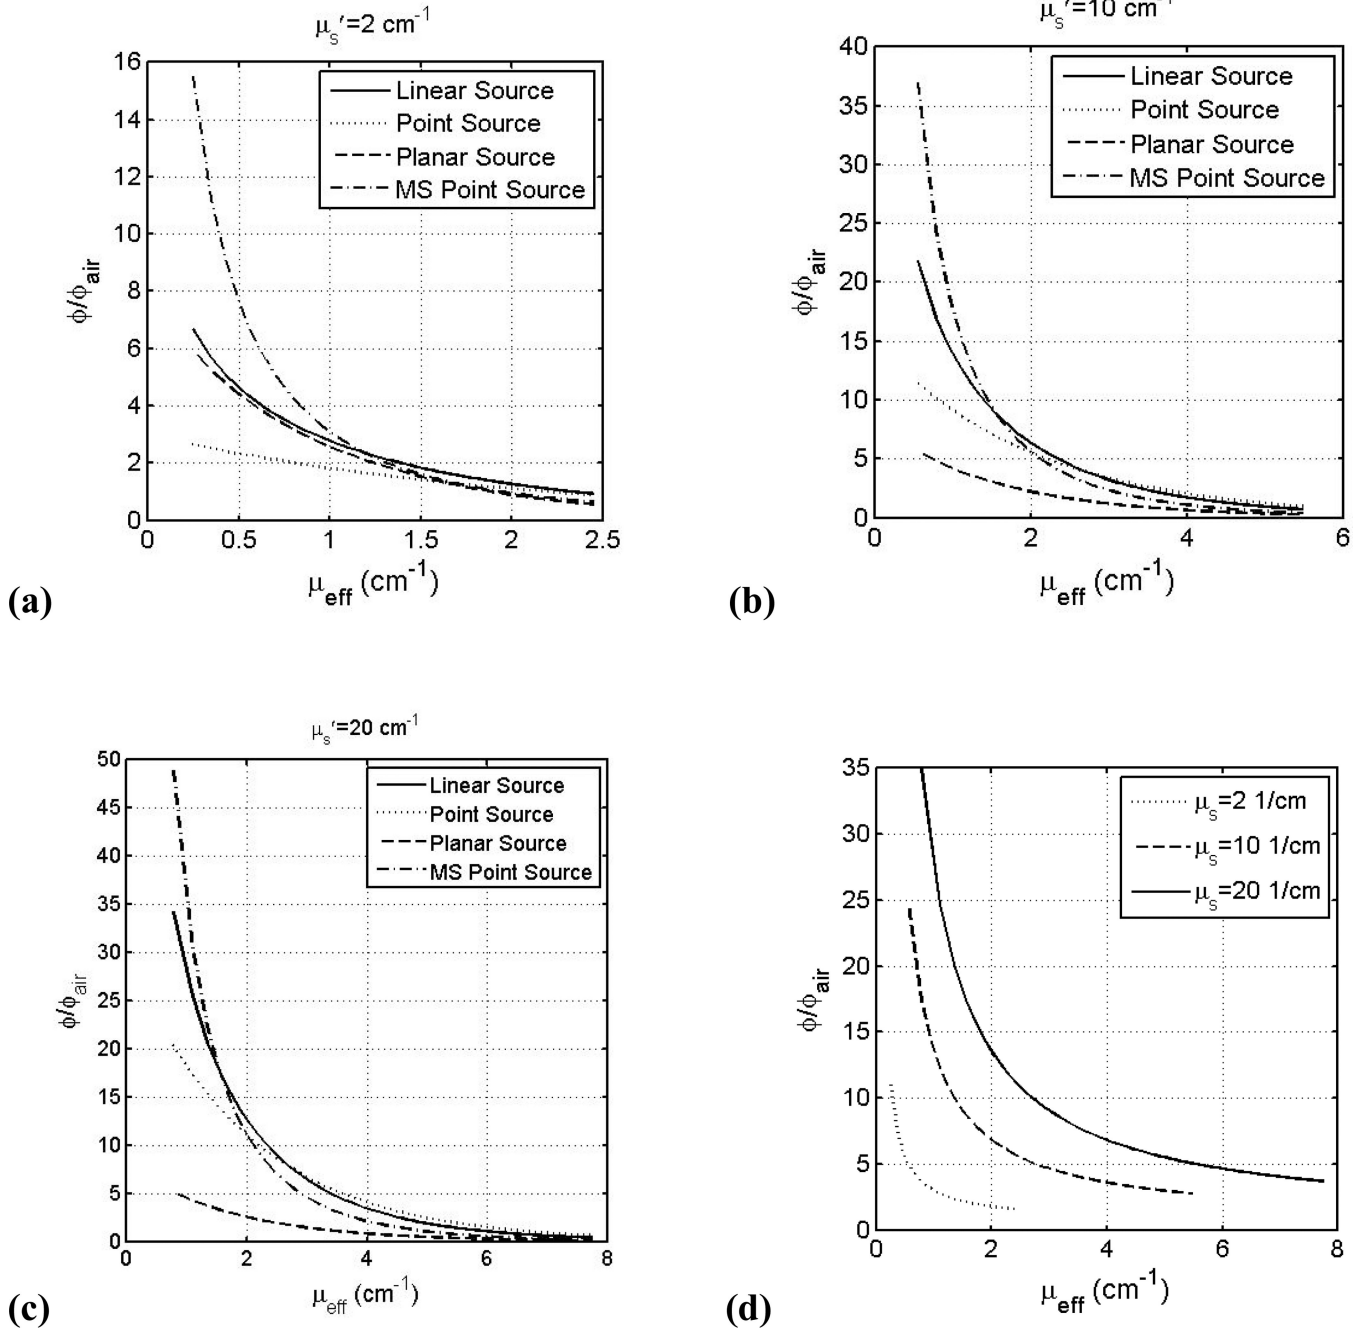 μs′=2 cm-1
16
14
12
10
8
6
4
2
0
0 0.5 1 1.5 2 2.5
ϕ/ϕair
μeff (cm-1)
Linear Source
Point Source
Planar Source
MS Point Source
(a)
μs′=10 cm-1
40
35
30
25
20
15
10
5
0
0 2 4 6
ϕ/ϕair
μeff (cm-1)
Linear Source
Point Source
Planar Source
MS Point Source
(b)
μs′=20 cm-1
50
45
40
35
30
25
20
15
10
5
0
0 2 4 6 8
ϕ/ϕair
μeff (cm-1)
Linear Source
Point Source
Planar Source
MS Point Source
(c)
35
30
25
20
15
10
5
0
0 2 4 6 8
ϕ/ϕair
μeff (cm-1)
μs=2 1/cm
μs=10 1/cm
μs=20 1/cm
(d)